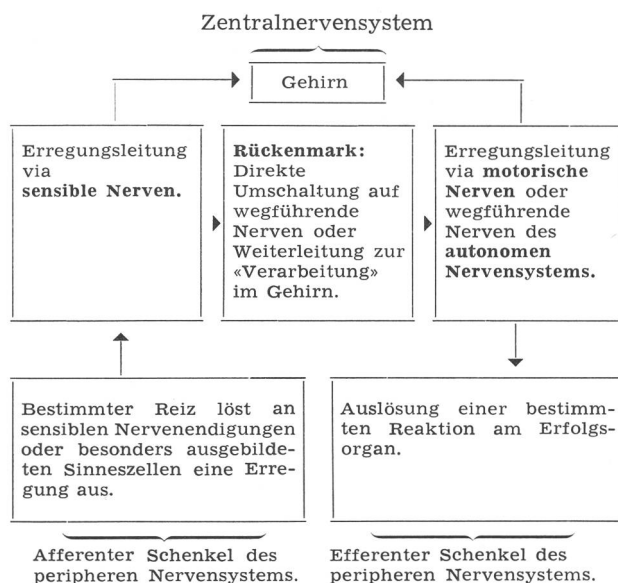 Zentralnervensystem
Gehirn
Erregungsleitung
via
sensible Nerven.
Rückenmark:
Direkte
Umschaltung auf
wegführende
Nerven oder
Weiterleitung zur
«Verarbeitung»
im Gehirn.
Erregungsleitung
via motorische
Nerven oder
wegführende
Nerven des
autonomen
Nervensystems.
Bestimmter Reiz löst an
sensiblen Nervenendigungen
oder besonders ausgebilde-
ten Sinneszellen eine Erre-
gung aus.
Auslösung einer bestimm-
ten Reaktion am Erfolgs-
organ.
Afferenter Schenkel des
peripheren Nervensystems.
Efferenter Schenkel des
peripheren Nervensystems.